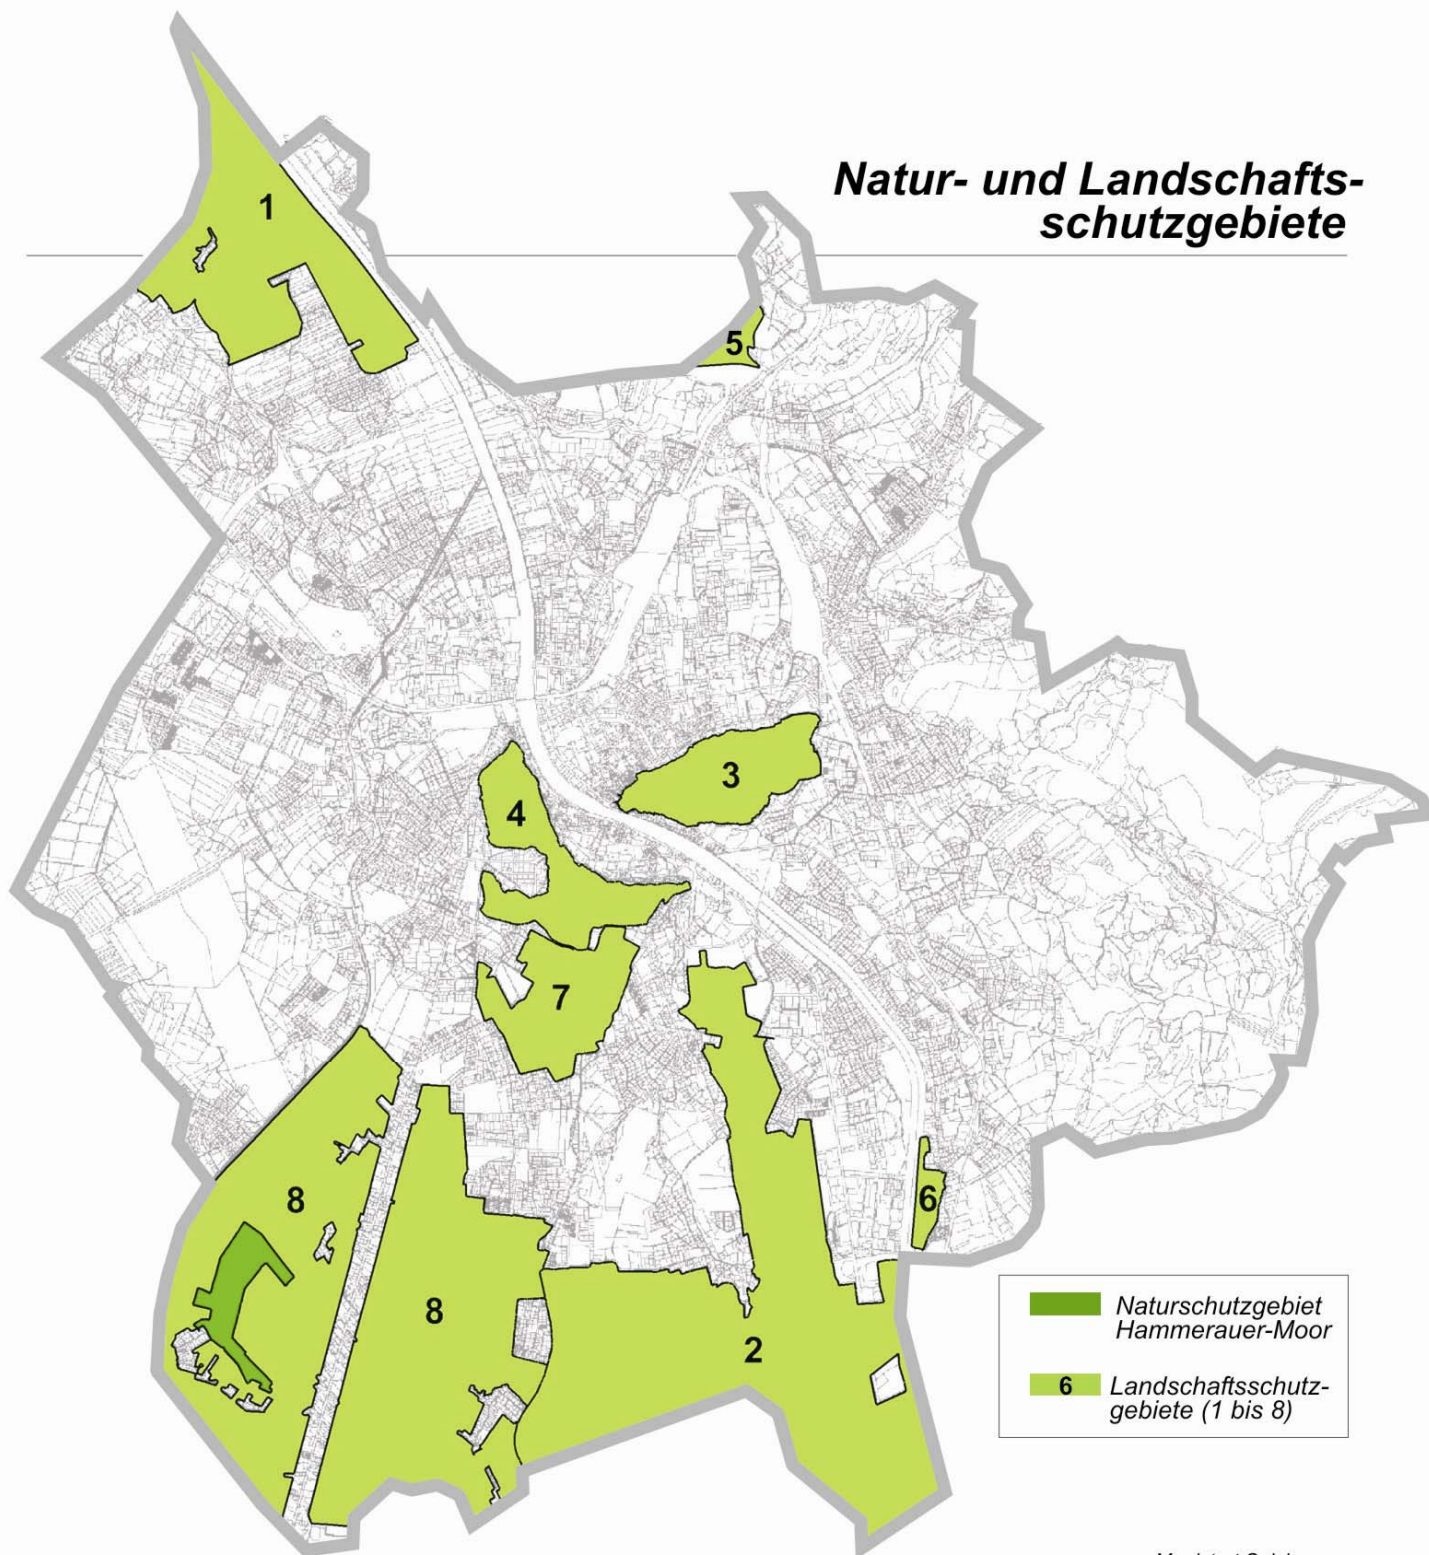 Natur- und Landschafts-
schutzgebiete
1
5
3
4
7
8
6
8
2
Naturschutzgebiet
Hammerauer-Moor
6 Landschaftsschutz-
gebiete (1 bis 8)